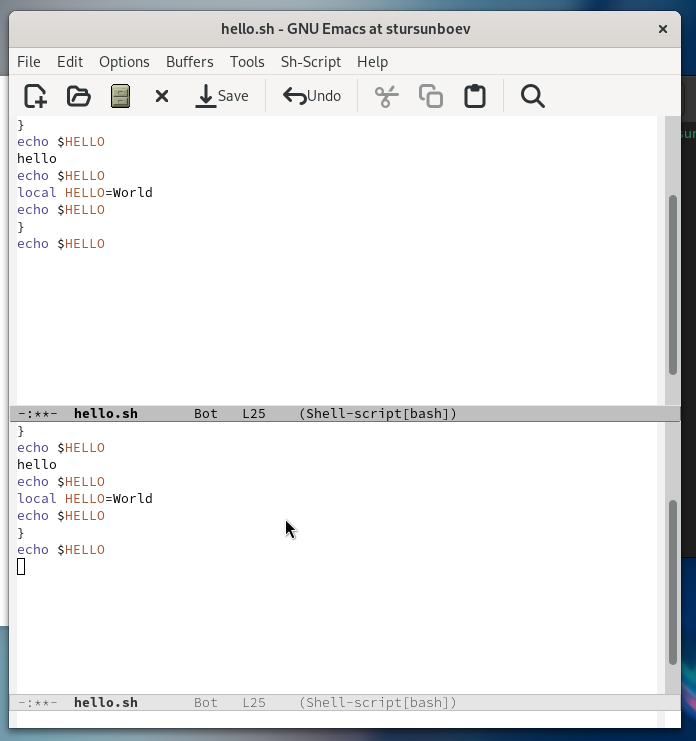 hello.sh - GNU Emacs at stursunboev
File Edit Options Buffers Tools Sh-Script Help
Save Undo
}
echo $HELLO
hello
echo $HELLO
local HELLO=World
echo $HELLO
}
echo $HELLO
-:**- hello.sh Bot L25 (Shell-script[bash])
}
echo $HELLO
hello
echo $HELLO
local HELLO=World
echo $HELLO
}
echo $HELLO
-:**- hello.sh Bot L25 (Shell-script[bash])